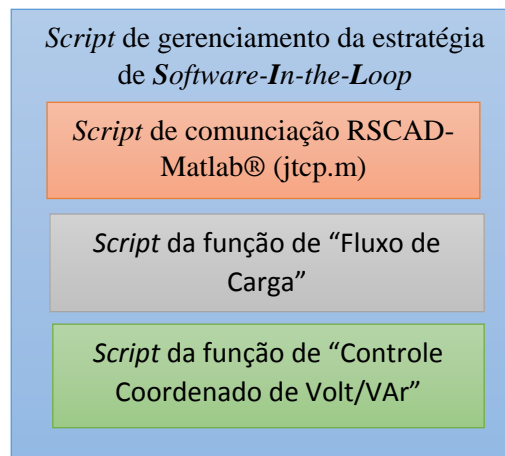 Script de gerenciamento da estratégia
de Software-In-the-Loop
Script de comunciação RSCAD-
Matlab® (jtcp.m)
Script da função de “Fluxo de
Carga”
Script da função de “Controle
Coordenado de Volt/VAr”